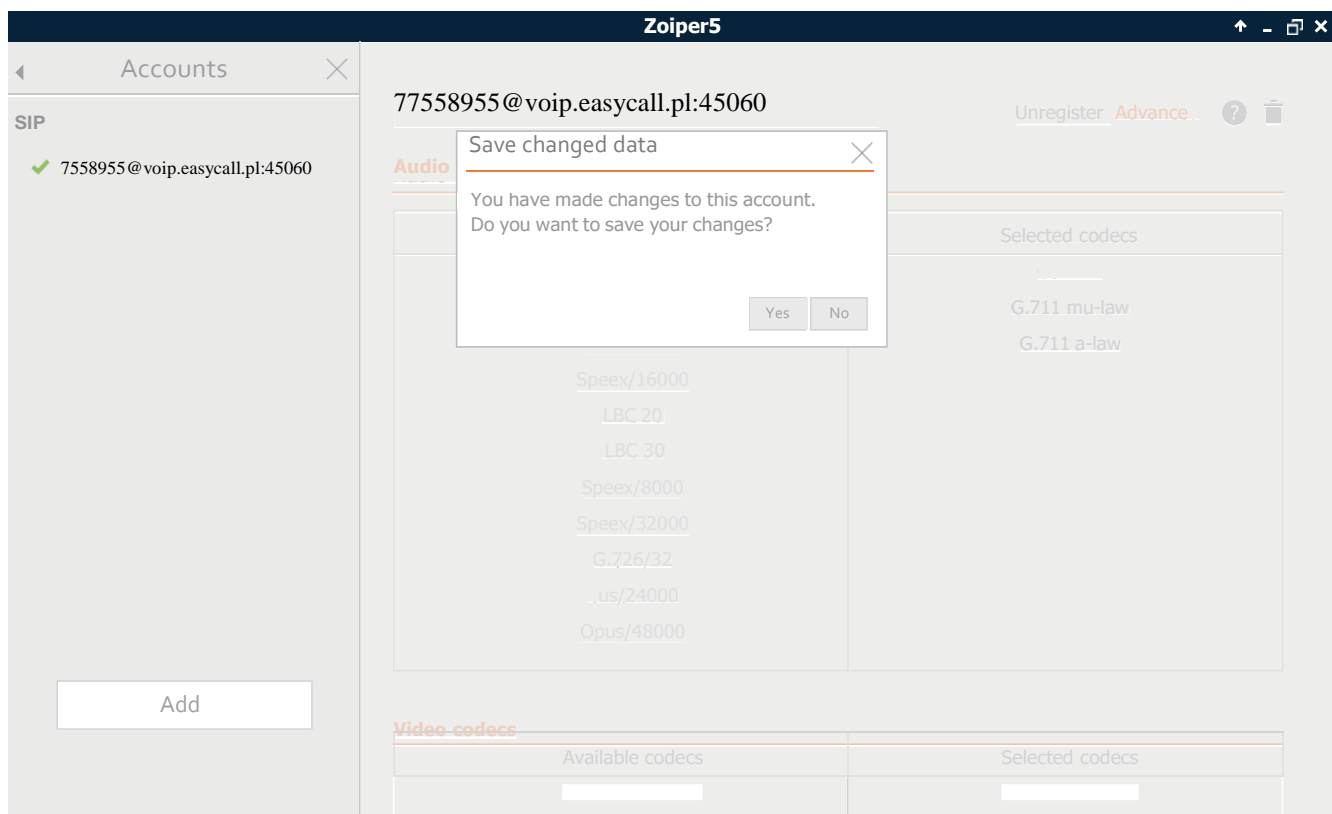 Zoiper5
Accounts
SIP
7558955@voip.easycall.pl:45060
Add
77558955@voip.easycall.pl:45060
Unregister Advance
?
Audio
Save changed data
You have made changes to this account.
Do you want to save your changes?
Yes No
Selected codecs
G.711 mu-law
G.711 a-law
Speex/16000
LBC 20
LBC 30
Speex/8000
Speex/32000
G.726/32
us/24000
Opus/48000
Video codecs
Available codecs Selected codecs